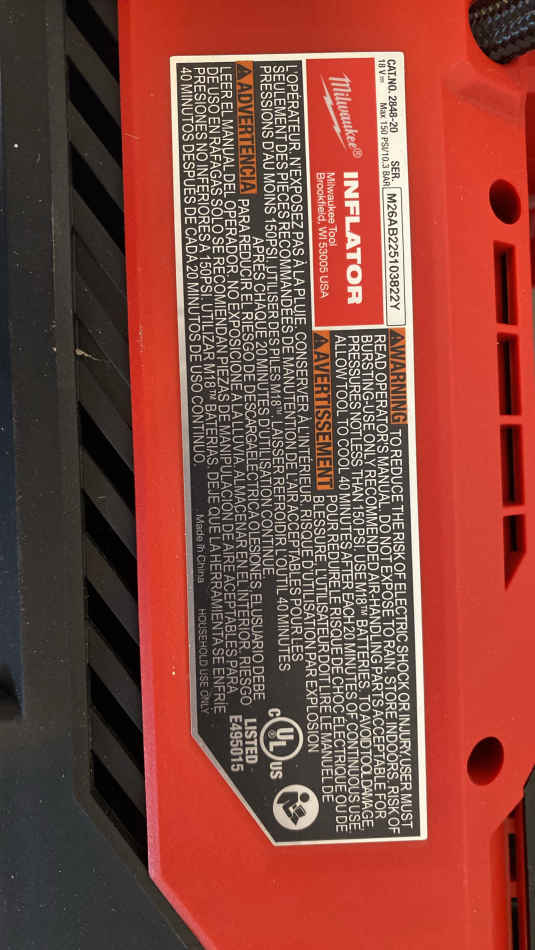 CAT.NO. 2848-20 SER. M26AB225103822Y
18 V⎓ Max 150 PSI/10.3 BAR
Milwaukee®
INFLATOR
Milwaukee Tool
Brookfield, WI 53005 USA
WARNING TO REDUCE THE RISK OF ELECTRIC SHOCK OR INJURY, USER MUST
READ OPERATOR'S MANUAL. DO NOT EXPOSE TO RAIN. STORE INDOORS. RISK OF
BURSTING-USE ONLY RECOMMENDED AIR-HANDLING PARTS ACCEPTABLE FOR
PRESSURES NOT LESS THAN 150 PSI. USE M18™ BATTERIES. TO AVOID TOOL DAMAGE,
ALLOW TOOL TO COOL 40 MINUTES AFTER EACH 20 MINUTES OF CONTINUOUS USE.
AVERTISSEMENT POUR RÉDUIRE LE RISQUE DE CHOC ÉLECTRIQUE OU DE
BLESSURE, L'UTILISATEUR DOIT LIRE LE MANUEL DE
L'OPÉRATEUR. N'EXPOSEZ PAS À LA PLUIE. CONSERVER À L'INTÉRIEUR. RISQUE D'UTILISATION PAR EXPLOSION
SEULEMENT DES PIÈCES RECOMMANDÉES DE MANUTENTION DE L'AIR ACCEPTABLES POUR LES
PRESSIONS D'AU MOINS 150PSI. UTILISER DES PILES M18™. LAISSER REFROIDIR L'OUTIL 40 MINUTES
APRÈS CHAQUE 20 MINUTES D'UTILISATION CONTINUE.
ADVERTENCIA PARA REDUCIR EL RIESGO DE DESCARGA ELÉCTRICA O LESIONES, EL USUARIO DEBE
LEER EL MANUAL DEL OPERADOR. NO EXPOSICIONE A LA LLUVIA. ALMACENAR EN EL INTERIOR. RIESGO
DE USO EN RÁFAGAS, SOLO SE RECOMIENDAN PIEZAS DE MANIPULACIÓN DE AIRE ACEPTABLES PARA
PRESIONES NO INFERIORES A 150PSI. UTILIZAR M18™ BATERÍAS. DEJE QUE LA HERRAMIENTA SE ENFRÍE
40 MINUTOS DESPUÉS DE CADA 20 MINUTOS DE USO CONTINUO.
Made in China HOUSEHOLD USE ONLY
C UL US
LISTED
E495015